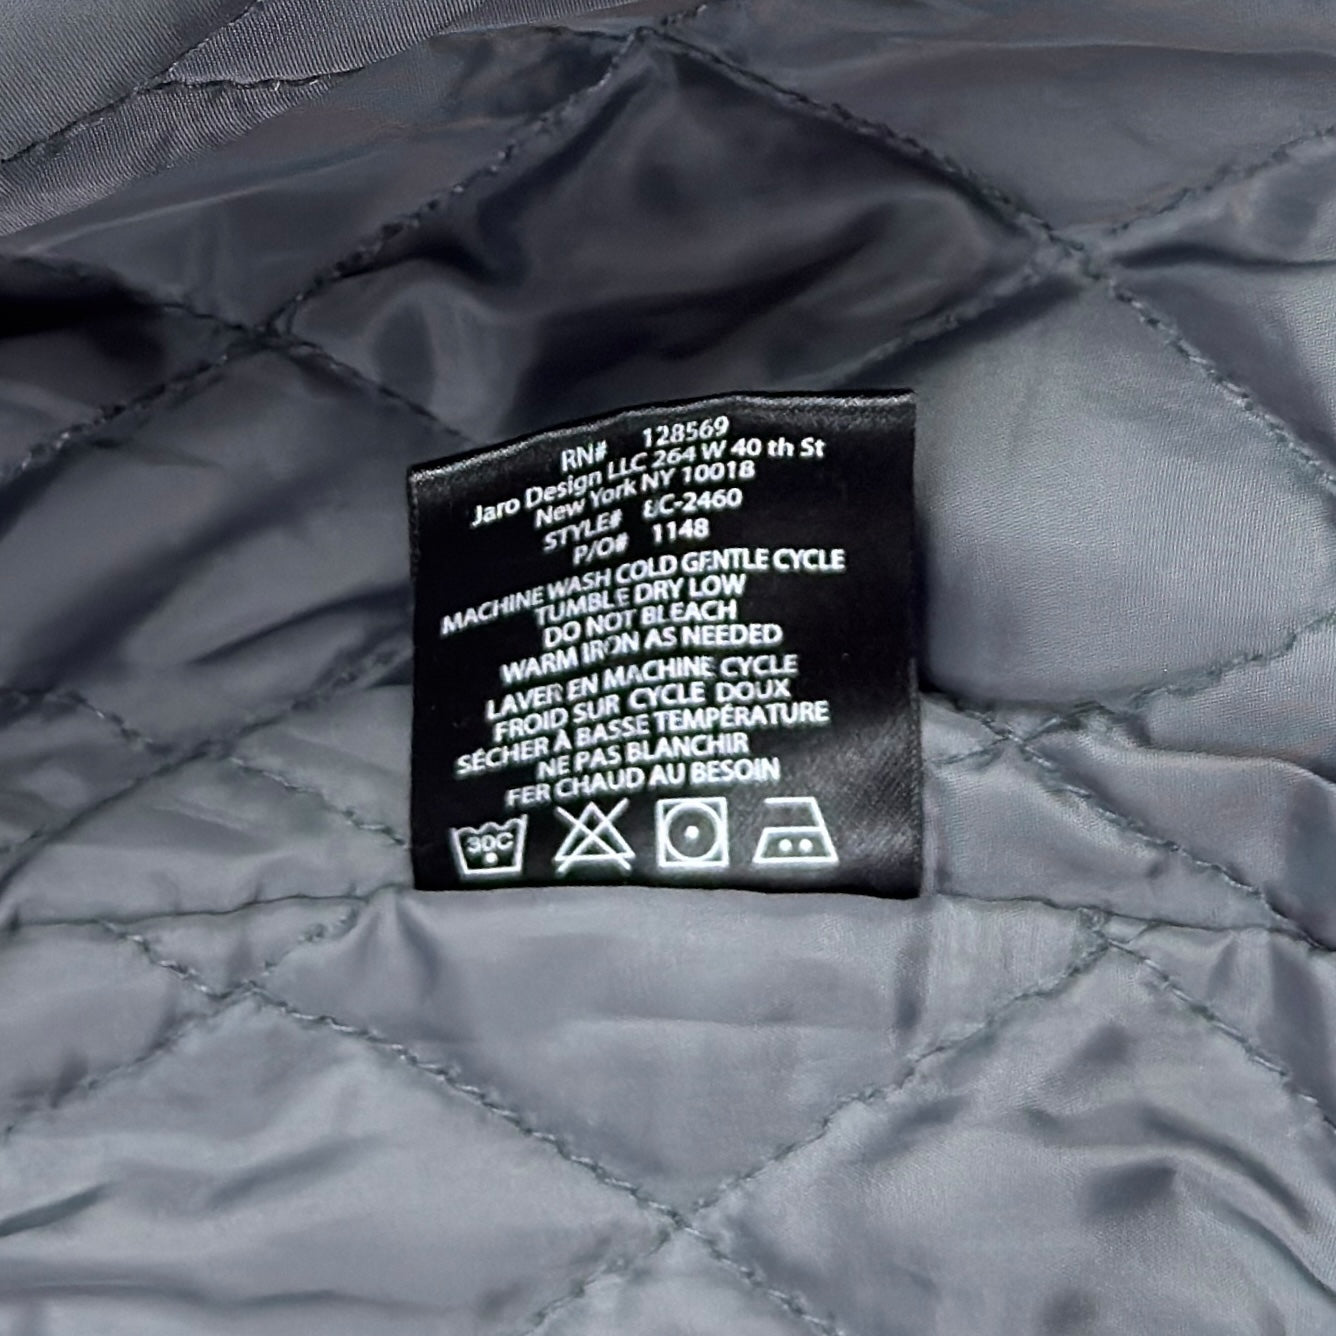 RN# 128569
Jaro Design LLC 264 W 40 th St
New York NY 10018
STYLE# EC-2460
P/O# 1148
MACHINE WASH COLD GENTLE CYCLE
TUMBLE DRY LOW
DO NOT BLEACH
WARM IRON AS NEEDED
LAVER EN MACHINE CYCLE
FROID SUR CYCLE DOUX
SÉCHER À BASSE TEMPÉRATURE
NE PAS BLANCHIR
FER CHAUD AU BESOIN
30C